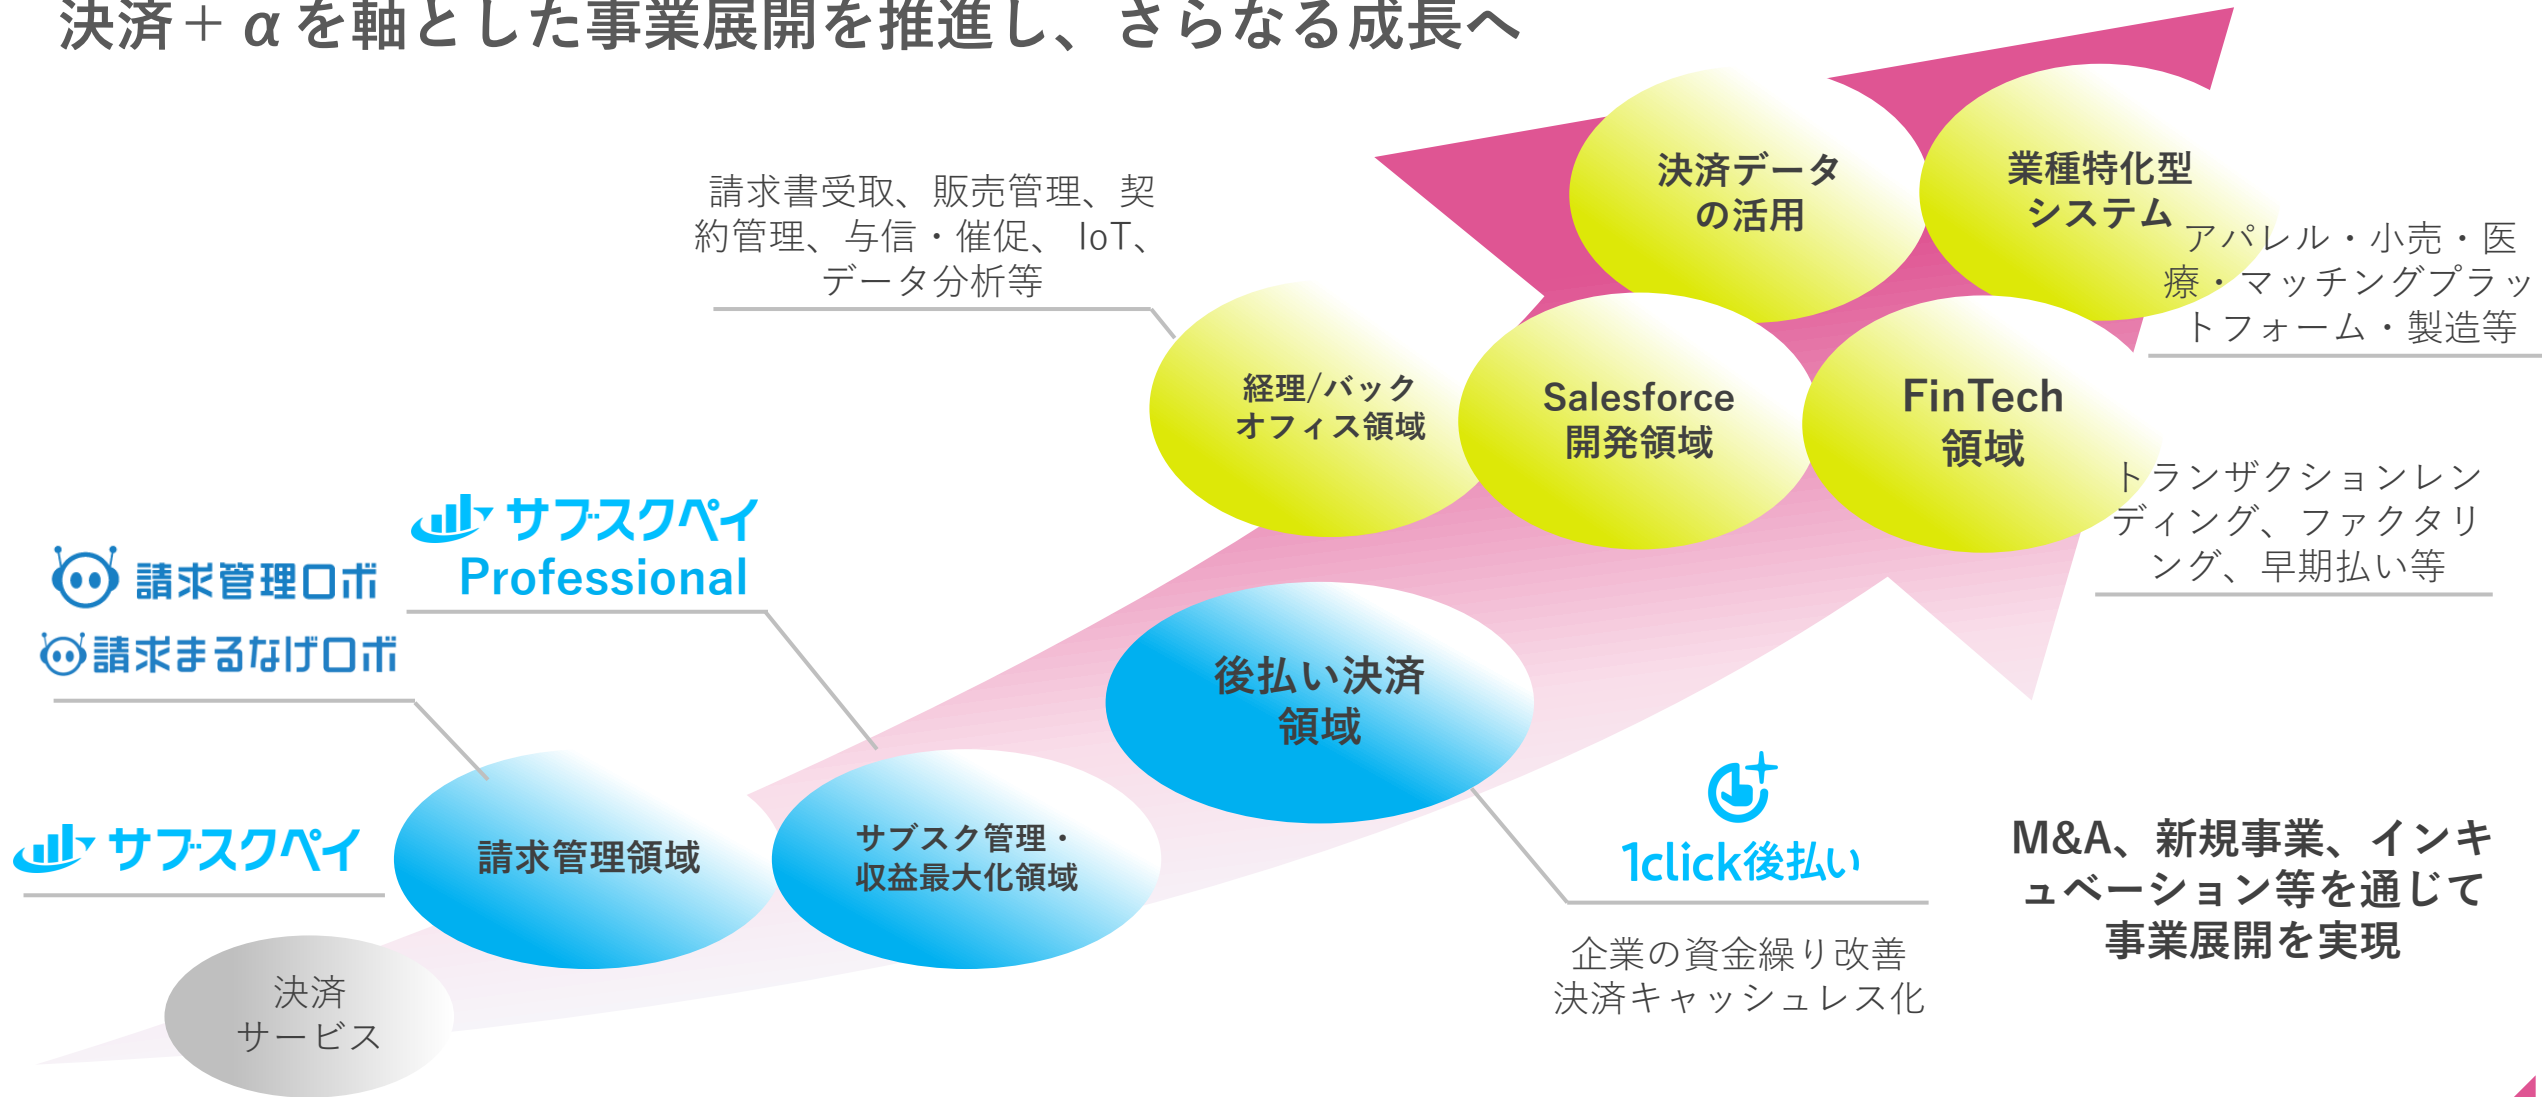 決済＋αを軸とした事業展開を推進し、さらなる成長へ
請求書受取、販売管理、契
約管理、与信・催促、IoT、
データ分析等
決済データ
の活用
業種特化型
システム
アパレル・小売・医
療・マッチングプラッ
トフォーム・製造等
経理/バック
オフィス領域
Salesforce
開発領域
FinTech
領域
トランザクションレン
ディング、ファクタリ
ング、早期払い等
サブスクペイ
Professional
請求管理ロボ
請求まるなげロボ
後払い決済
領域
サブスクペイ
請求管理領域
サブスク管理・
収益最大化領域
1click後払い
企業の資金繰り改善
決済キャッシュレス化
M&A、新規事業、インキ
ュベーション等を通じて
事業展開を実現
決済
サービス